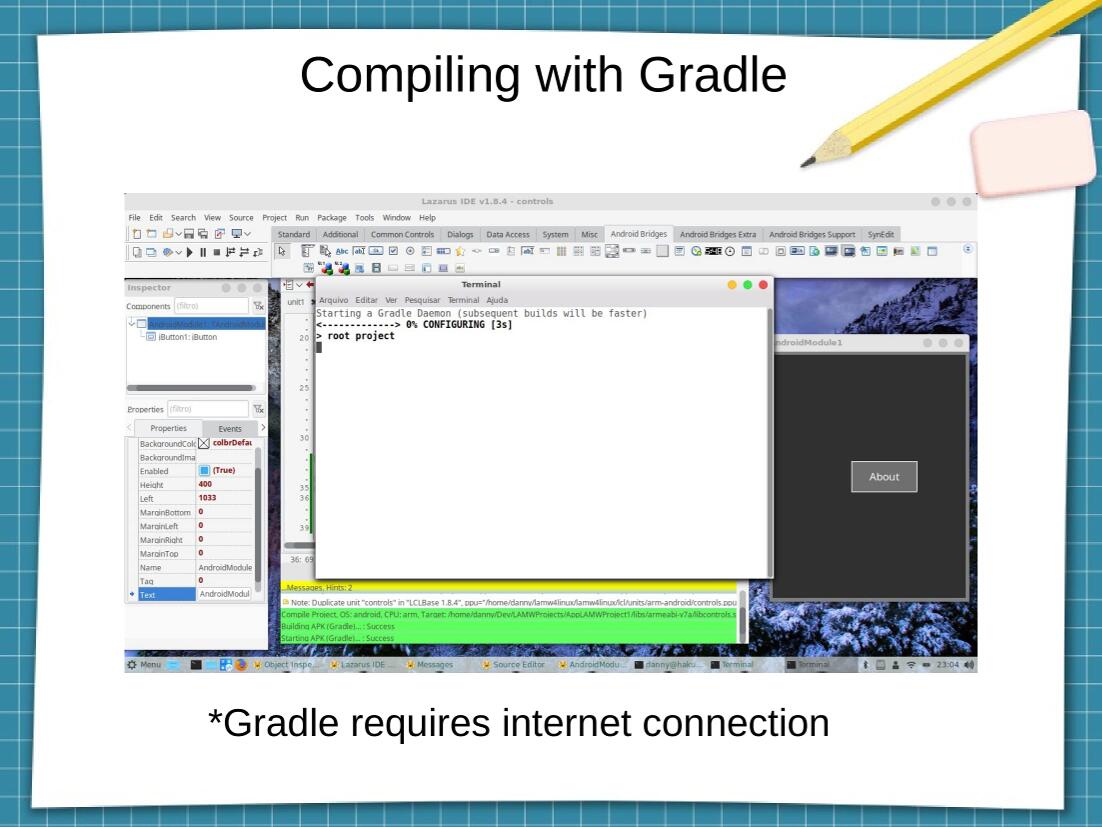 Compiling with Gradle
Lazarus IDE v1.8.4 - controls
File Edit Search View Source Project Run Package Tools Window Help
Standard Additional Common Controls Dialogs Data Access System Misc Android Bridges Android Bridges Extra Android Bridges Support SynEdit
Abc
Inspector
Components (filtro)
AndroidModule1: TAndroidModul
iButton1: iButton
Properties (filtro)
Properties Events
BackgroundColo colbrDefau
BackgroundIma
Enabled (True)
Height 400
Left 1033
MarginBottom 0
MarginLeft 0
MarginRight 0
MarginTop 0
Name AndroidModule
Tag 0
Text AndroidModul
unit1
20
25
30
35
36
39
36: 69
Terminal
Arquivo Editar Ver Pesquisar Terminal Ajuda
Starting a Gradle Daemon (subsequent builds will be faster)
<-------------> 0% CONFIGURING [3s]
> root project
ndroidModule1
About
...Messages, Hints: 2
Note: Duplicate unit "controls" in "LCLBase 1.8.4", ppu="/home/danny/lamw4linux/lamw4linux/lcl/units/arm-android/controls.ppu
Compile Project, OS: android, CPU: arm, Target: /home/danny/Dev/LAMWProjects/AppLAMWProject1/libs/armeabi-v7a/libcontrols.s
Building APK (Gradle)... : Success
Starting APK (Gradle)... : Success
Menu Object Inspe... Lazarus IDE ... Messages Source Editor AndroidModu... danny@haku... Terminal Terminal 23:04
*Gradle requires internet connection